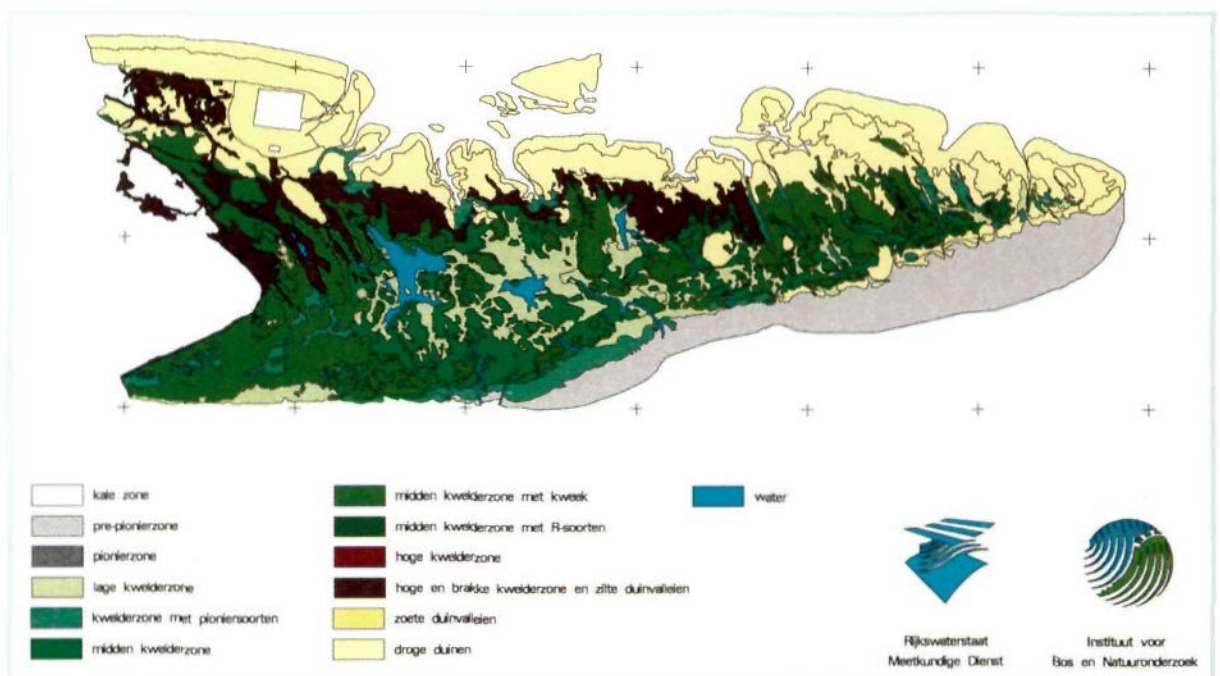 kale zone
pre-pionierzone
pionierzone
lage kwelderzone
kwelderzone met pioniersoorten
midden kwelderzone
midden kwelderzone met kweek
midden kwelderzone met R-soorten
hoge kwelderzone
hoge en brakke kwelderzone en zilte duinvalleien
zoete duinvalleien
droge duinen
water
Rijkswaterstaat
Meetkundige Dienst
Instituut voor
Bos en Natuuronderzoek